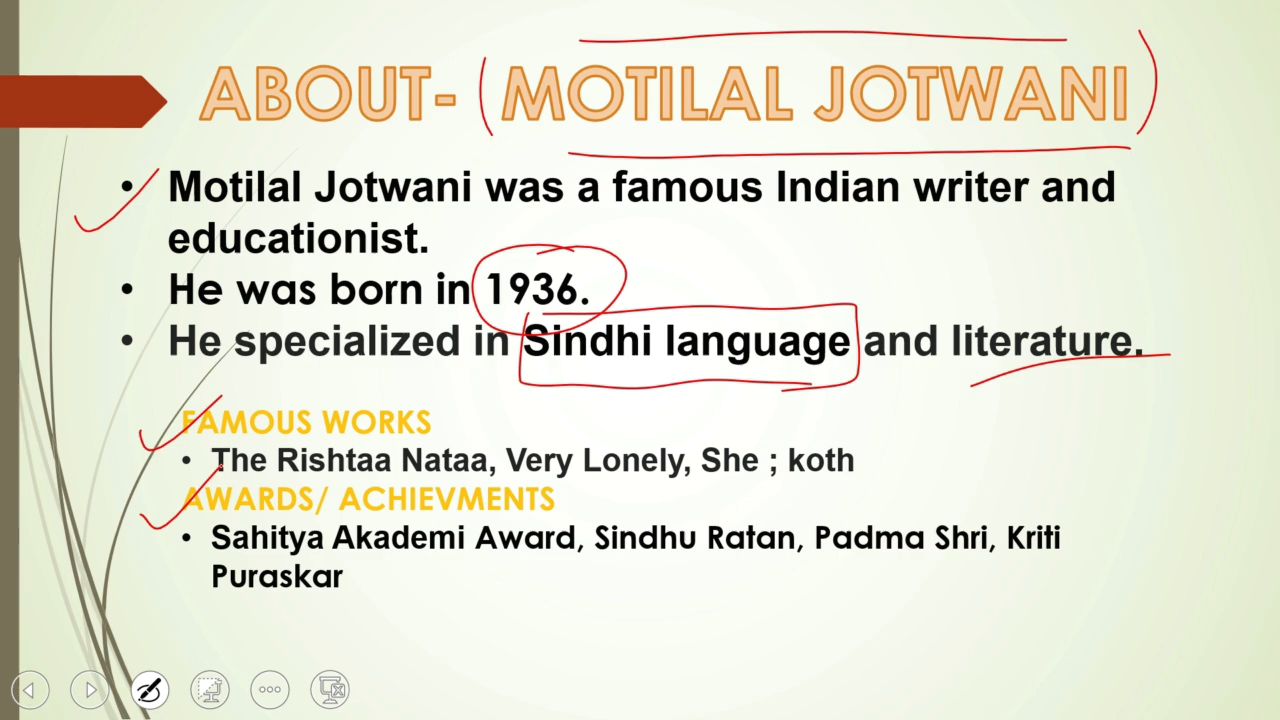 ABOUT- (MOTILAL JOTWANI)
• Motilal Jotwani was a famous Indian writer and
educationist.
• He was born in 1936.
• He specialized in Sindhi language and literature.
FAMOUS WORKS
• The Rishtaa Nataa, Very Lonely, She ; koth
AWARDS/ ACHIEVMENTS
• Sahitya Akademi Award, Sindhu Ratan, Padma Shri, Kriti
Puraskar